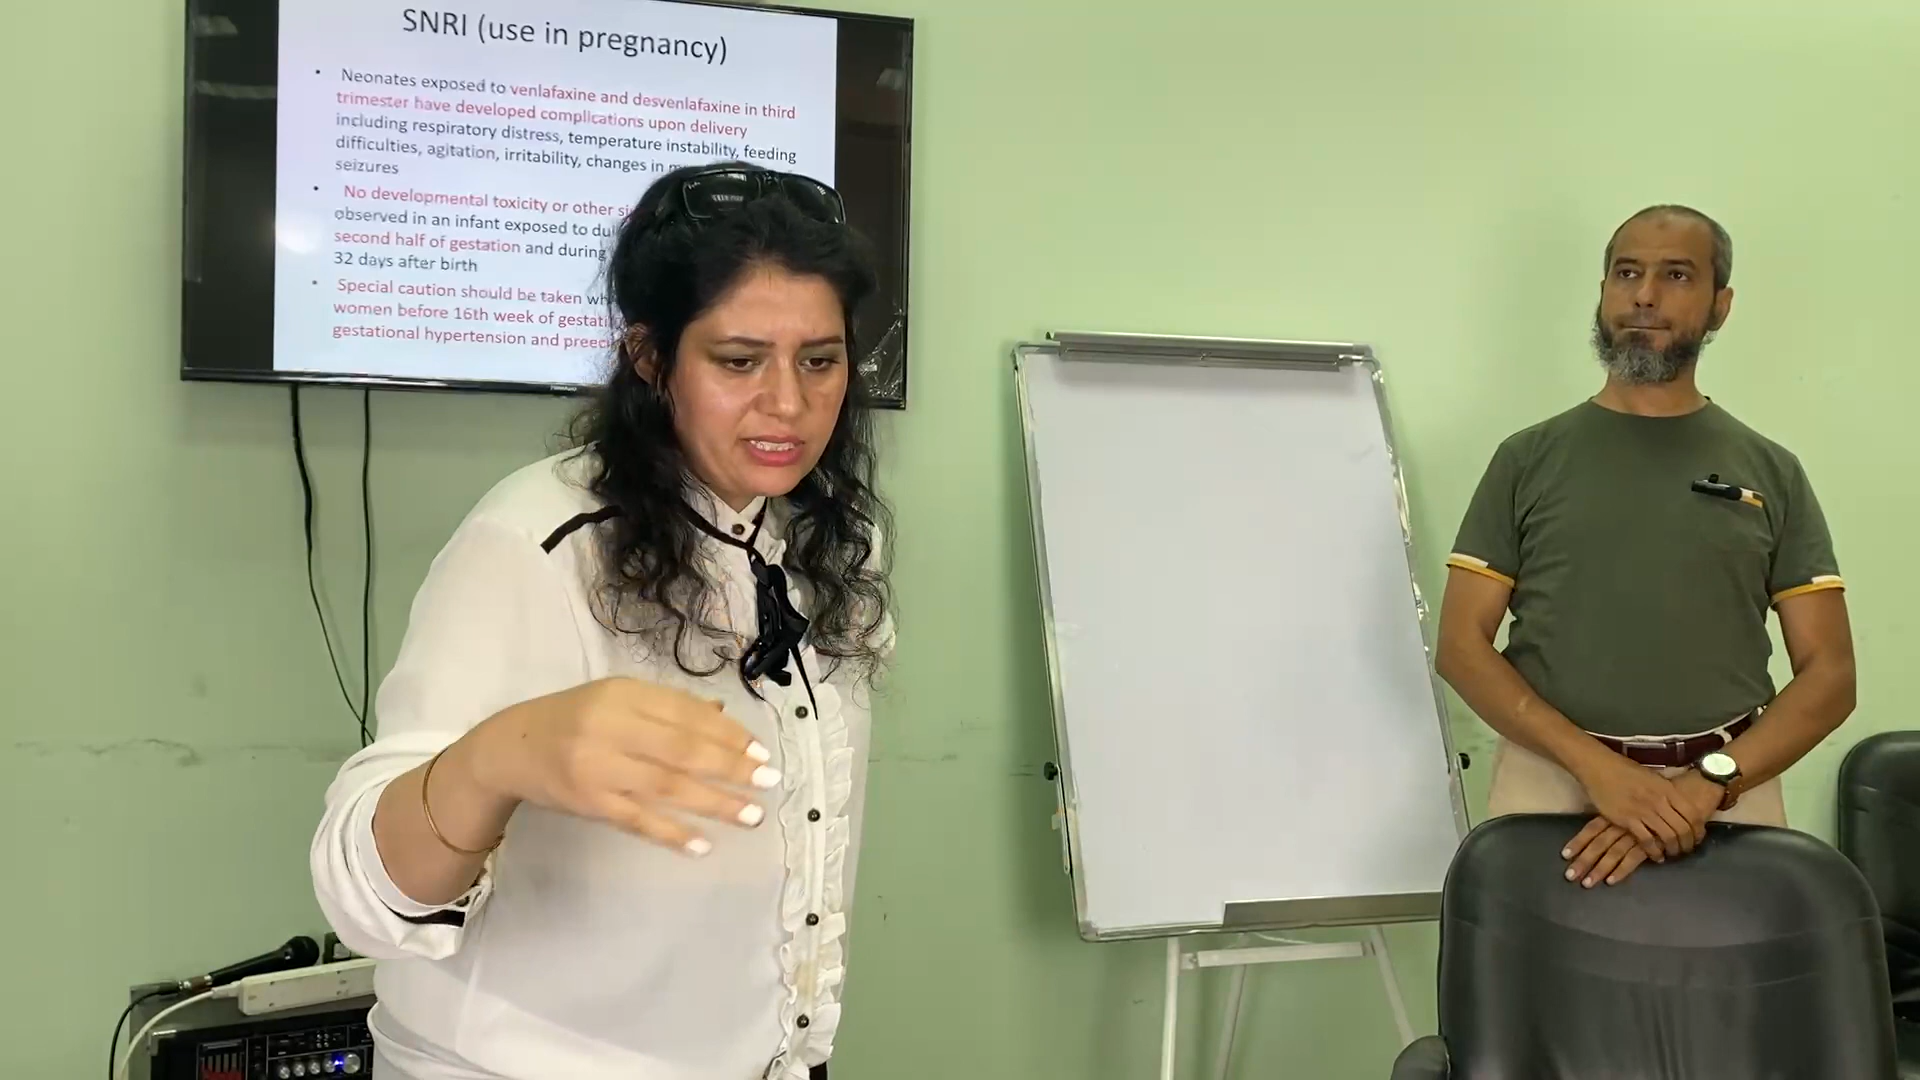 SNRI (use in pregnancy)
• Neonates exposed to venlafaxine and desvenlafaxine in third
trimester have developed complications upon delivery
including respiratory distress, temperature instability, feeding
difficulties, agitation, irritability, changes in
seizures
• No developmental toxicity or other
observed in an infant exposed to
second half of gestation and during
32 days after birth
• Special caution should be taken
women before 16th week of
gestational hypertension and